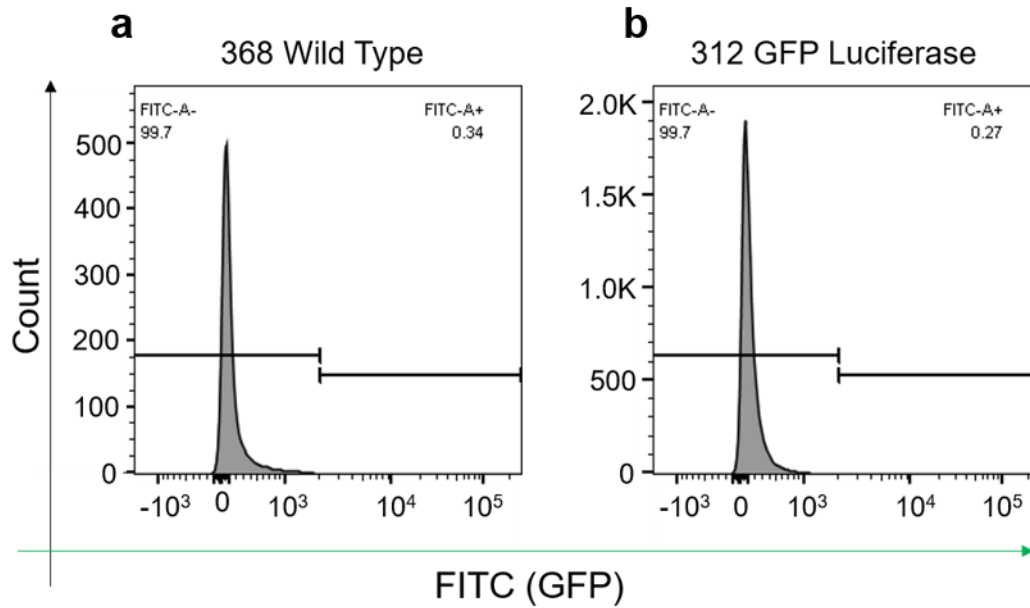 a
368 Wild Type
FITC-A-
99.7
FITC-A+
0.34
500
400
300
200
100
0
-10³ 0 10³ 10⁴ 10⁵
b
312 GFP Luciferase
FITC-A-
99.7
FITC-A+
0.27
2.0K
1.5K
1.0K
500
0
-10³ 0 10³ 10⁴ 10⁵
Count
FITC (GFP)